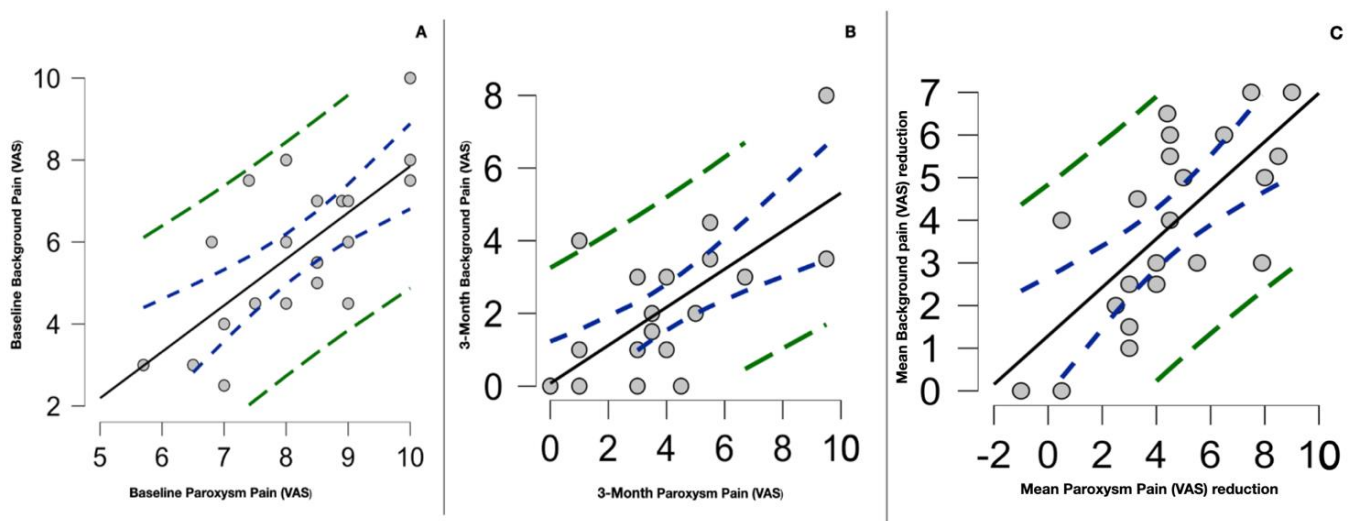 A
Baseline Background Pain (VAS)
10
8
6
4
2
5 6 7 8 9 10
Baseline Paroxysm Pain (VAS)
B
3-Month Background Pain (VAS)
8
6
4
2
0
0 2 4 6 8 10
3-Month Paroxysm Pain (VAS)
C
Mean Background pain (VAS) reduction
7
6
5
4
3
2
1
0
-2 0 2 4 6 8 10
Mean Paroxysm Pain (VAS) reduction